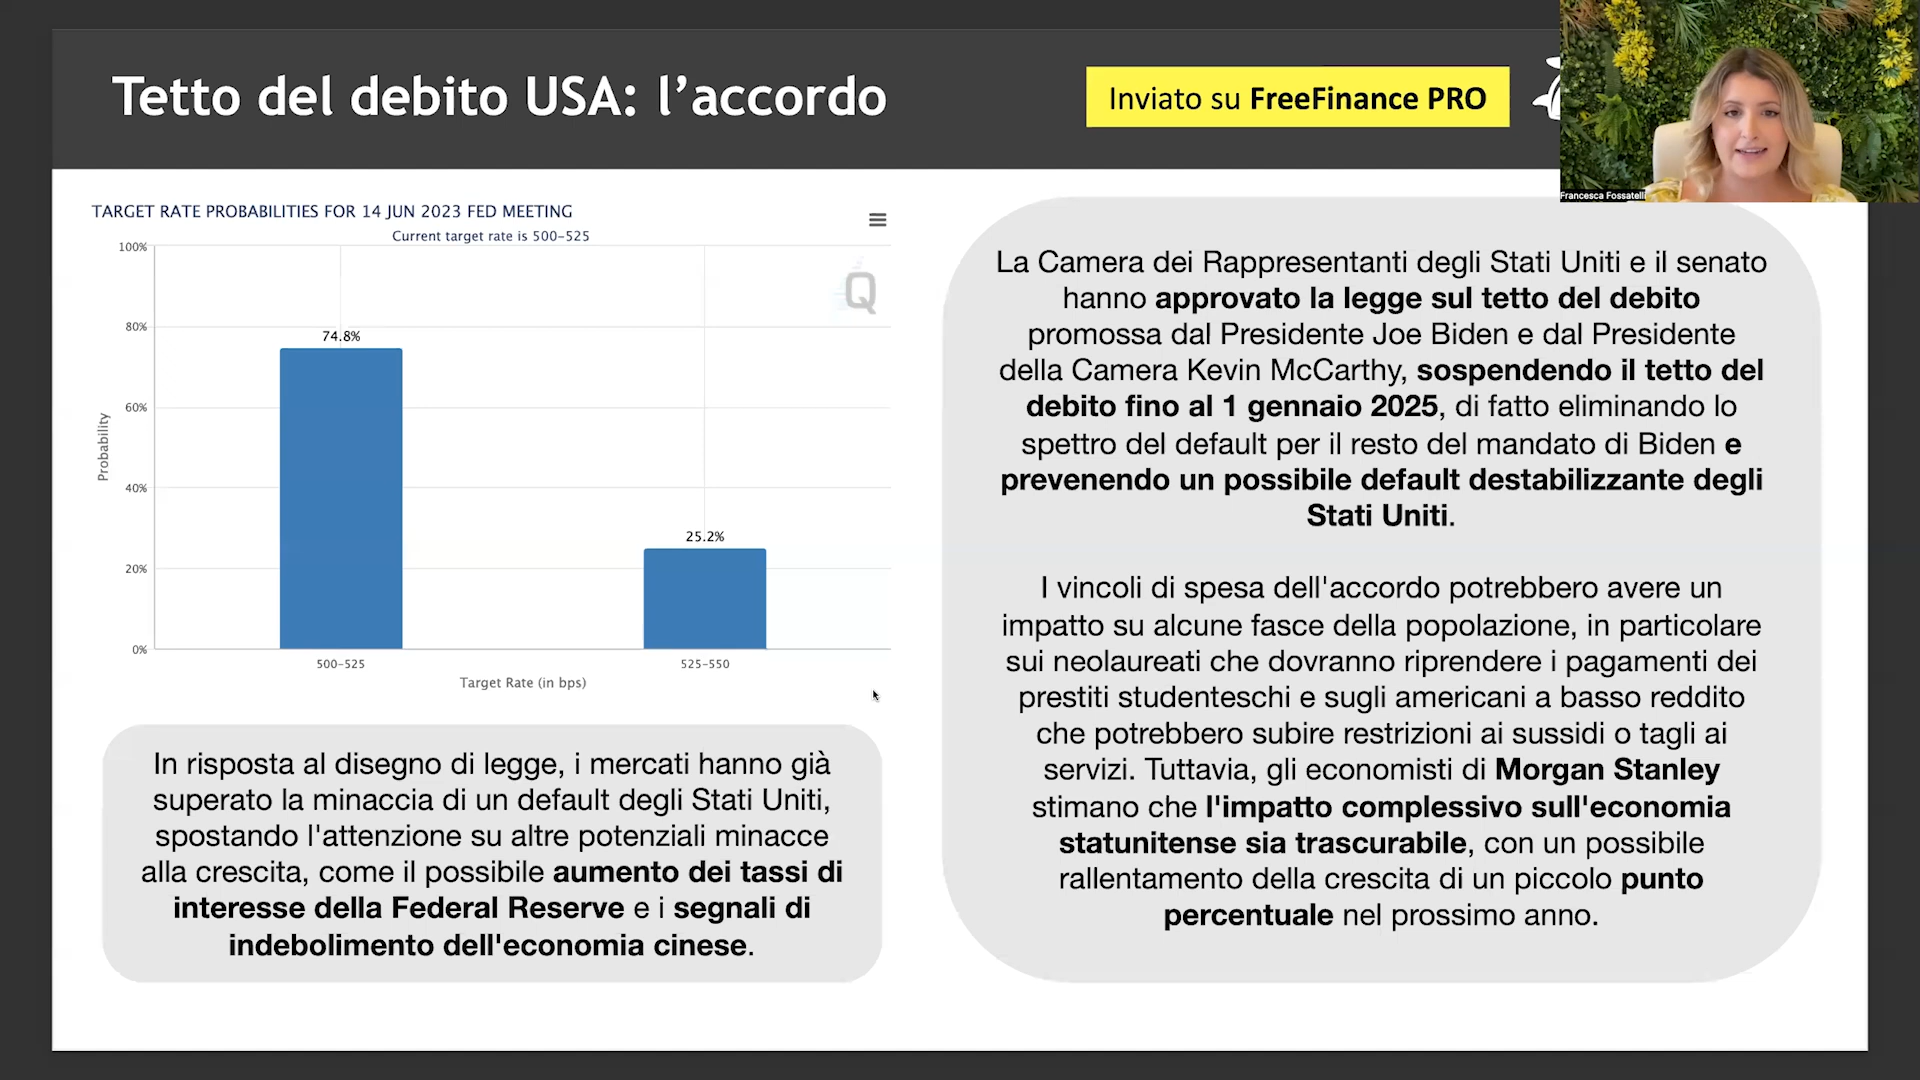 Tetto del debito USA: l’accordo
Inviato su FreeFinance PRO
Francesca Fossatelli
TARGET RATE PROBABILITIES FOR 14 JUN 2023 FED MEETING
Current target rate is 500-525
100%
80%
60%
40%
20%
0%
Probability
74.8%
25.2%
500-525
525-550
Target Rate (in bps)
Q
In risposta al disegno di legge, i mercati hanno già
superato la minaccia di un default degli Stati Uniti,
spostando l'attenzione su altre potenziali minacce
alla crescita, come il possibile aumento dei tassi di
interesse della Federal Reserve e i segnali di
indebolimento dell'economia cinese.
La Camera dei Rappresentanti degli Stati Uniti e il senato
hanno approvato la legge sul tetto del debito
promossa dal Presidente Joe Biden e dal Presidente
della Camera Kevin McCarthy, sospendendo il tetto del
debito fino al 1 gennaio 2025, di fatto eliminando lo
spettro del default per il resto del mandato di Biden e
prevenendo un possibile default destabilizzante degli
Stati Uniti.
I vincoli di spesa dell'accordo potrebbero avere un
impatto su alcune fasce della popolazione, in particolare
sui neolaureati che dovranno riprendere i pagamenti dei
prestiti studenteschi e sugli americani a basso reddito
che potrebbero subire restrizioni ai sussidi o tagli ai
servizi. Tuttavia, gli economisti di Morgan Stanley
stimano che l'impatto complessivo sull'economia
statunitense sia trascurabile, con un possibile
rallentamento della crescita di un piccolo punto
percentuale nel prossimo anno.